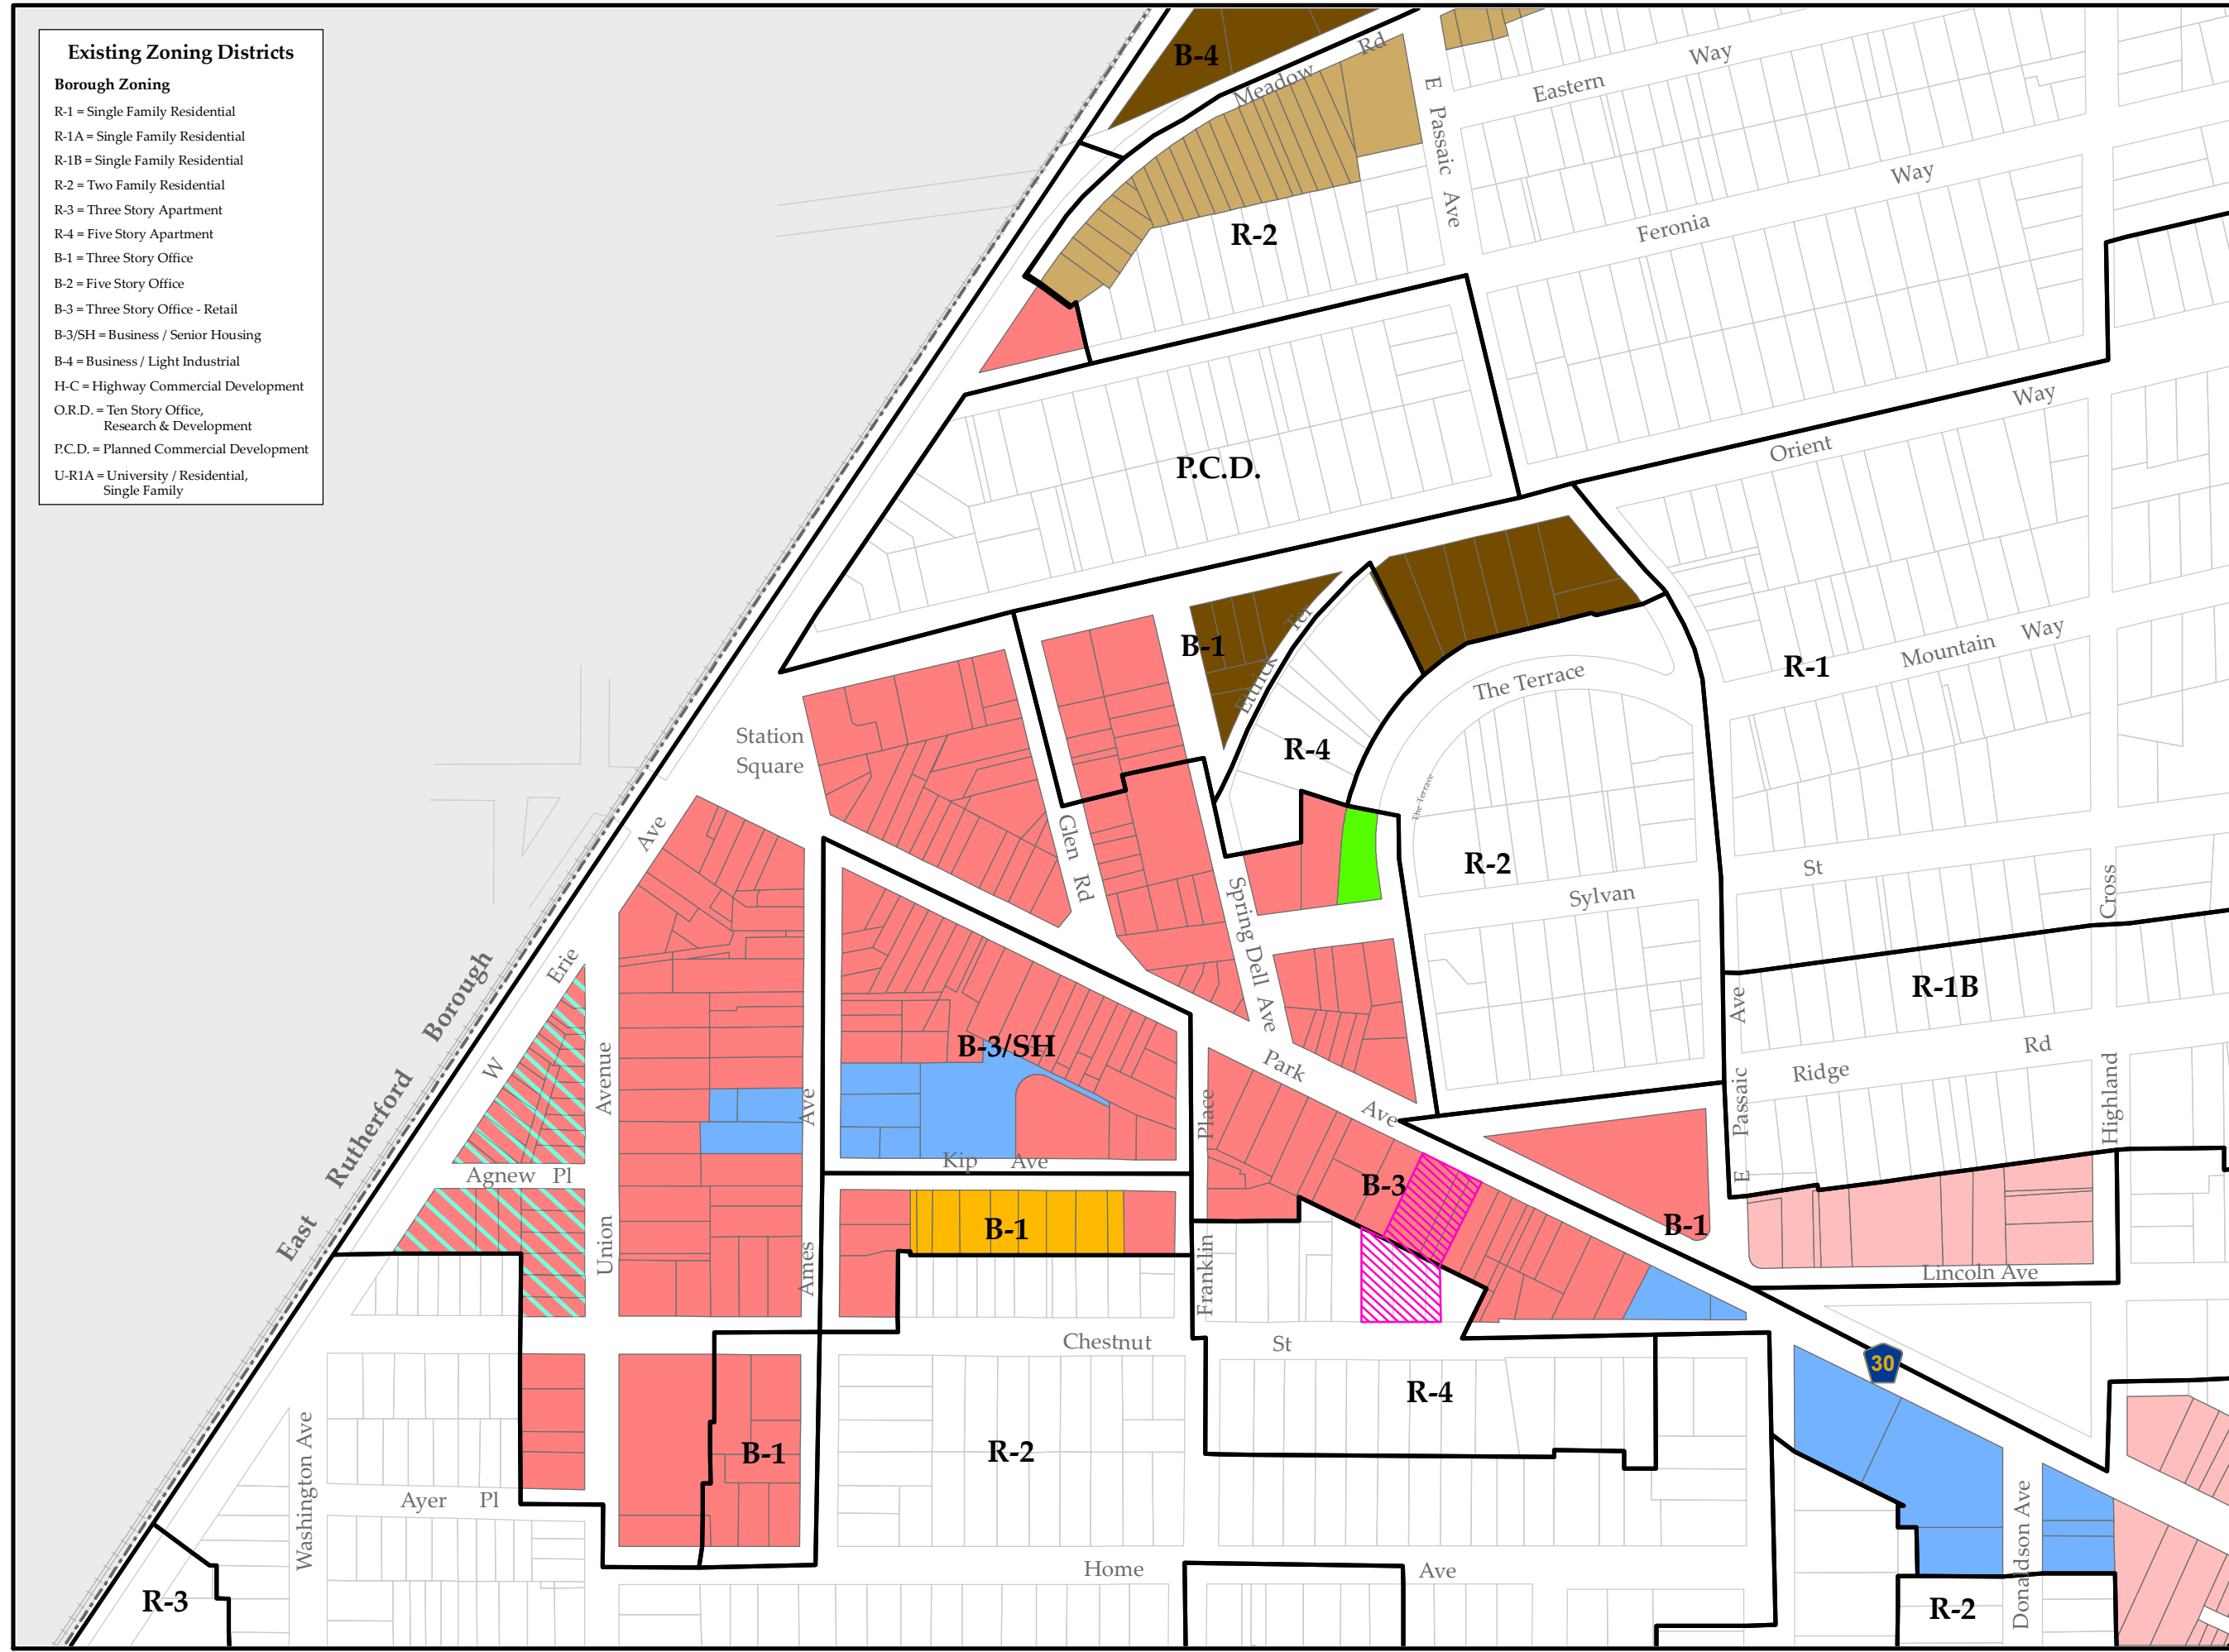 Existing Zoning Districts
Borough Zoning
R-1 = Single Family Residential
R-1A = Single Family Residential
R-1B = Single Family Residential
R-2 = Two Family Residential
R-3 = Three Story Apartment
R-4 = Five Story Apartment
B-1 = Three Story Office
B-2 = Five Story Office
B-3 = Three Story Office - Retail
B-3/SH = Business / Senior Housing
B-4 = Business / Light Industrial
H-C = Highway Commercial Development
O.R.D. = Ten Story Office,
Research & Development
P.C.D. = Planned Commercial Development
U-R1A = University / Residential,
Single Family
B-4
Meadow Rd
E Passaic Ave
Eastern Way
R-2
Feronia Way
P.C.D.
Orient Way
B-1
Ettrick Ter
R-1
Mountain Way
The Terrace
Station
Square
R-4
The Terrace
R-2
Glen Rd
Spring Dell Ave
Sylvan St
Cross
W Erie Ave
East Rutherford Borough
R-1B
B-3/SH
Park Ave
E Passaic Ave
Ridge Rd
Highland
Union Avenue
Ames Ave
Franklin Place
Agnew Pl
Kip Ave
B-3
B-1
B-1
Lincoln Ave
Chestnut St
30
R-4
B-1
R-2
Washington Ave
Ayer Pl
Donaldson Ave
Home Ave
R-3
R-2